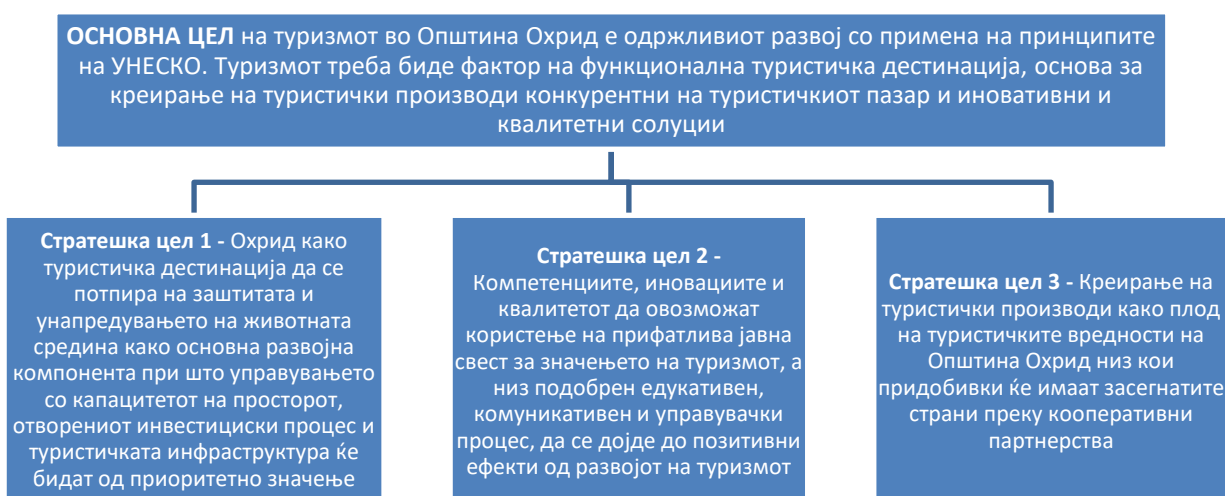 ОСНОВНА ЦЕЛ на туризмот во Општина Охрид е одржливиот развој со примена на принципите
на УНЕСКО. Туризмот треба биде фактор на функционална туристичка дестинација, основа за
креирање на туристички производи конкурентни на туристичкиот пазар и иновативни и
квалитетни солуции
Стратешка цел 1 - Охрид како
туристичка дестинација да се
потпира на заштитата и
унапредувањето на животната
средина како основна развојна
компонента при што управувањето
со капацитетот на просторот,
отворениот инвестициски процес и
туристичката инфраструктура ќе
бидат од приоритетно значење
Стратешка цел 2 -
Компетенциите, иновациите и
квалитетот да овозможат
користење на прифатлива јавна
свест за значењето на туризмот, а
низ подобрен едукативен,
комуникативен и управувачки
процес, да се дојде до позитивни
ефекти од развојот на туризмот
Стратешка цел 3 - Креирање на
туристички производи како плод
на туристичките вредности на
Општина Охрид низ кои
придобивки ќе имаат засегнатите
страни преку кооперативни
партнерства